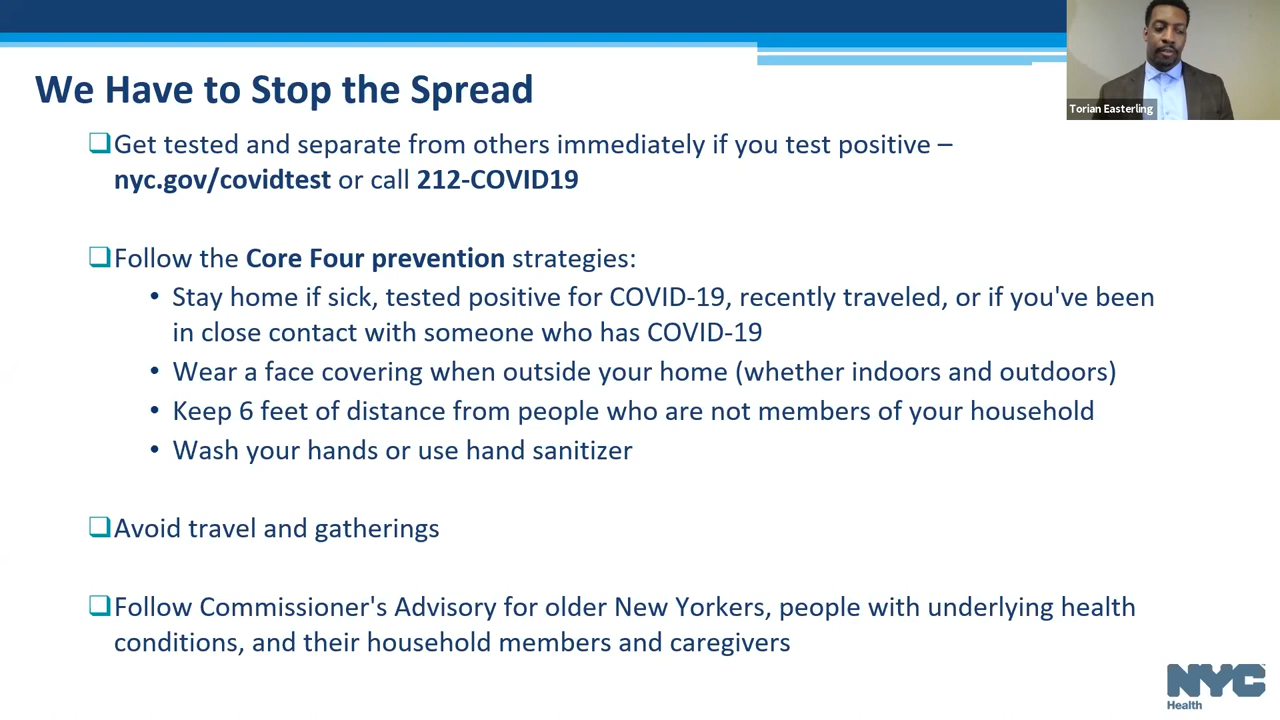 We Have to Stop the Spread
Torian Easterling
❑Get tested and separate from others immediately if you test positive –
nyc.gov/covidtest or call 212-COVID19
❑Follow the Core Four prevention strategies:
• Stay home if sick, tested positive for COVID-19, recently traveled, or if you've been
in close contact with someone who has COVID-19
• Wear a face covering when outside your home (whether indoors and outdoors)
• Keep 6 feet of distance from people who are not members of your household
• Wash your hands or use hand sanitizer
❑Avoid travel and gatherings
❑Follow Commissioner's Advisory for older New Yorkers, people with underlying health
conditions, and their household members and caregivers
NYC
Health